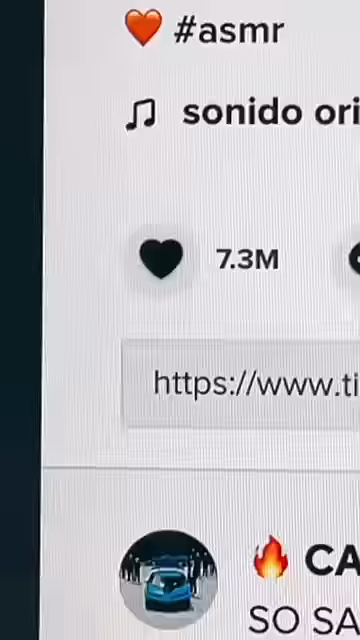 ❤️ #asmr
sonido ori
7.3M
https://www.ti
🔥 CA
SO SA